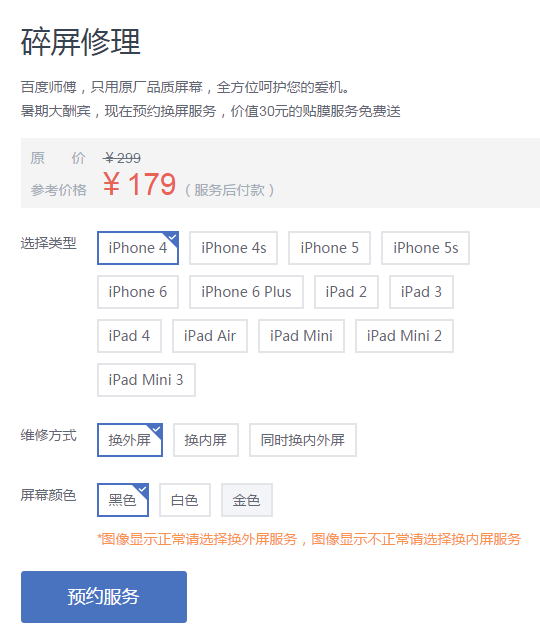 碎屏修理
百度师傅，只用原厂品质屏幕，全方位呵护您的爱机。
暑期大酬宾，现在预约换屏服务，价值30元的贴膜服务免费送
原 价 ￥299
参考价格 ￥179（服务后付款）
选择类型 iPhone 4 iPhone 4s iPhone 5 iPhone 5s
iPhone 6 iPhone 6 Plus iPad 2 iPad 3
iPad 4 iPad Air iPad Mini iPad Mini 2
iPad Mini 3
维修方式 换外屏 换内屏 同时换内外屏
屏幕颜色 黑色 白色 金色
*图像显示正常请选择换外屏服务，图像显示不正常请选择换内屏服务
预约服务